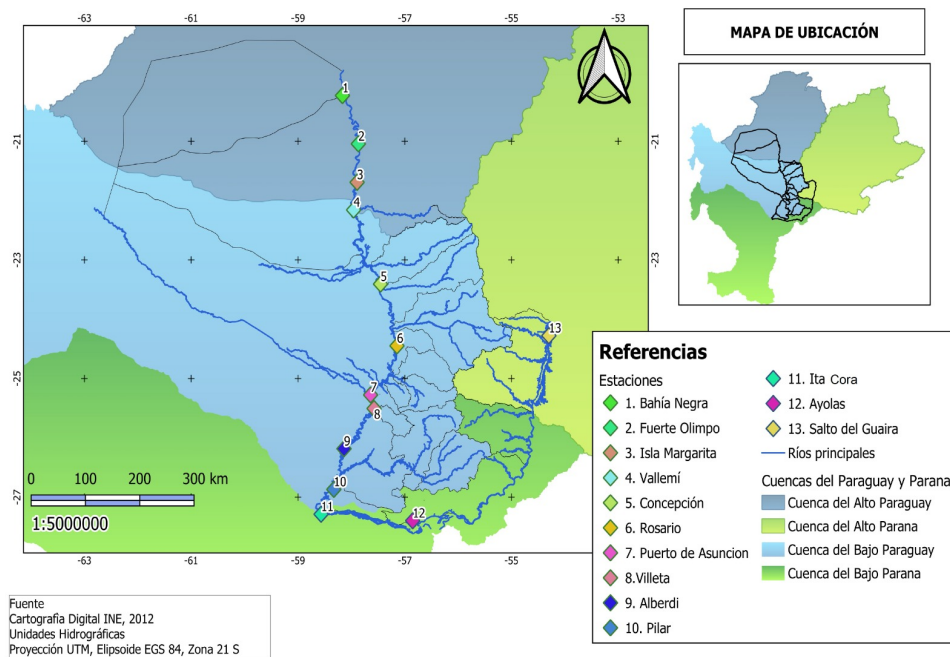 -63
-61
-59
-57
-55
-53
MAPA DE UBICACIÓN
1
2
-21
-21
3
4
-23
-23
5
6
13
-25
-25
7
8
9
-27
-27
10
11
12
0 100 200 300 km
1:5000000
-63
-61
-59
-57
-55
Referencias
Estaciones
1. Bahía Negra
2. Fuerte Olimpo
3. Isla Margarita
4. Vallemí
5. Concepción
6. Rosario
7. Puerto de Asuncion
8.Villeta
9. Alberdi
10. Pilar
11. Ita Cora
12. Ayolas
13. Salto del Guaira
Ríos principales
Cuencas del Paraguay y Parana
Cuenca del Alto Paraguay
Cuenca del Alto Parana
Cuenca del Bajo Paraguay
Cuenca del Bajo Parana
Fuente
Cartografía Digital INE, 2012
Unidades Hidrográficas
Proyección UTM, Elipsoide EGS 84, Zona 21 S